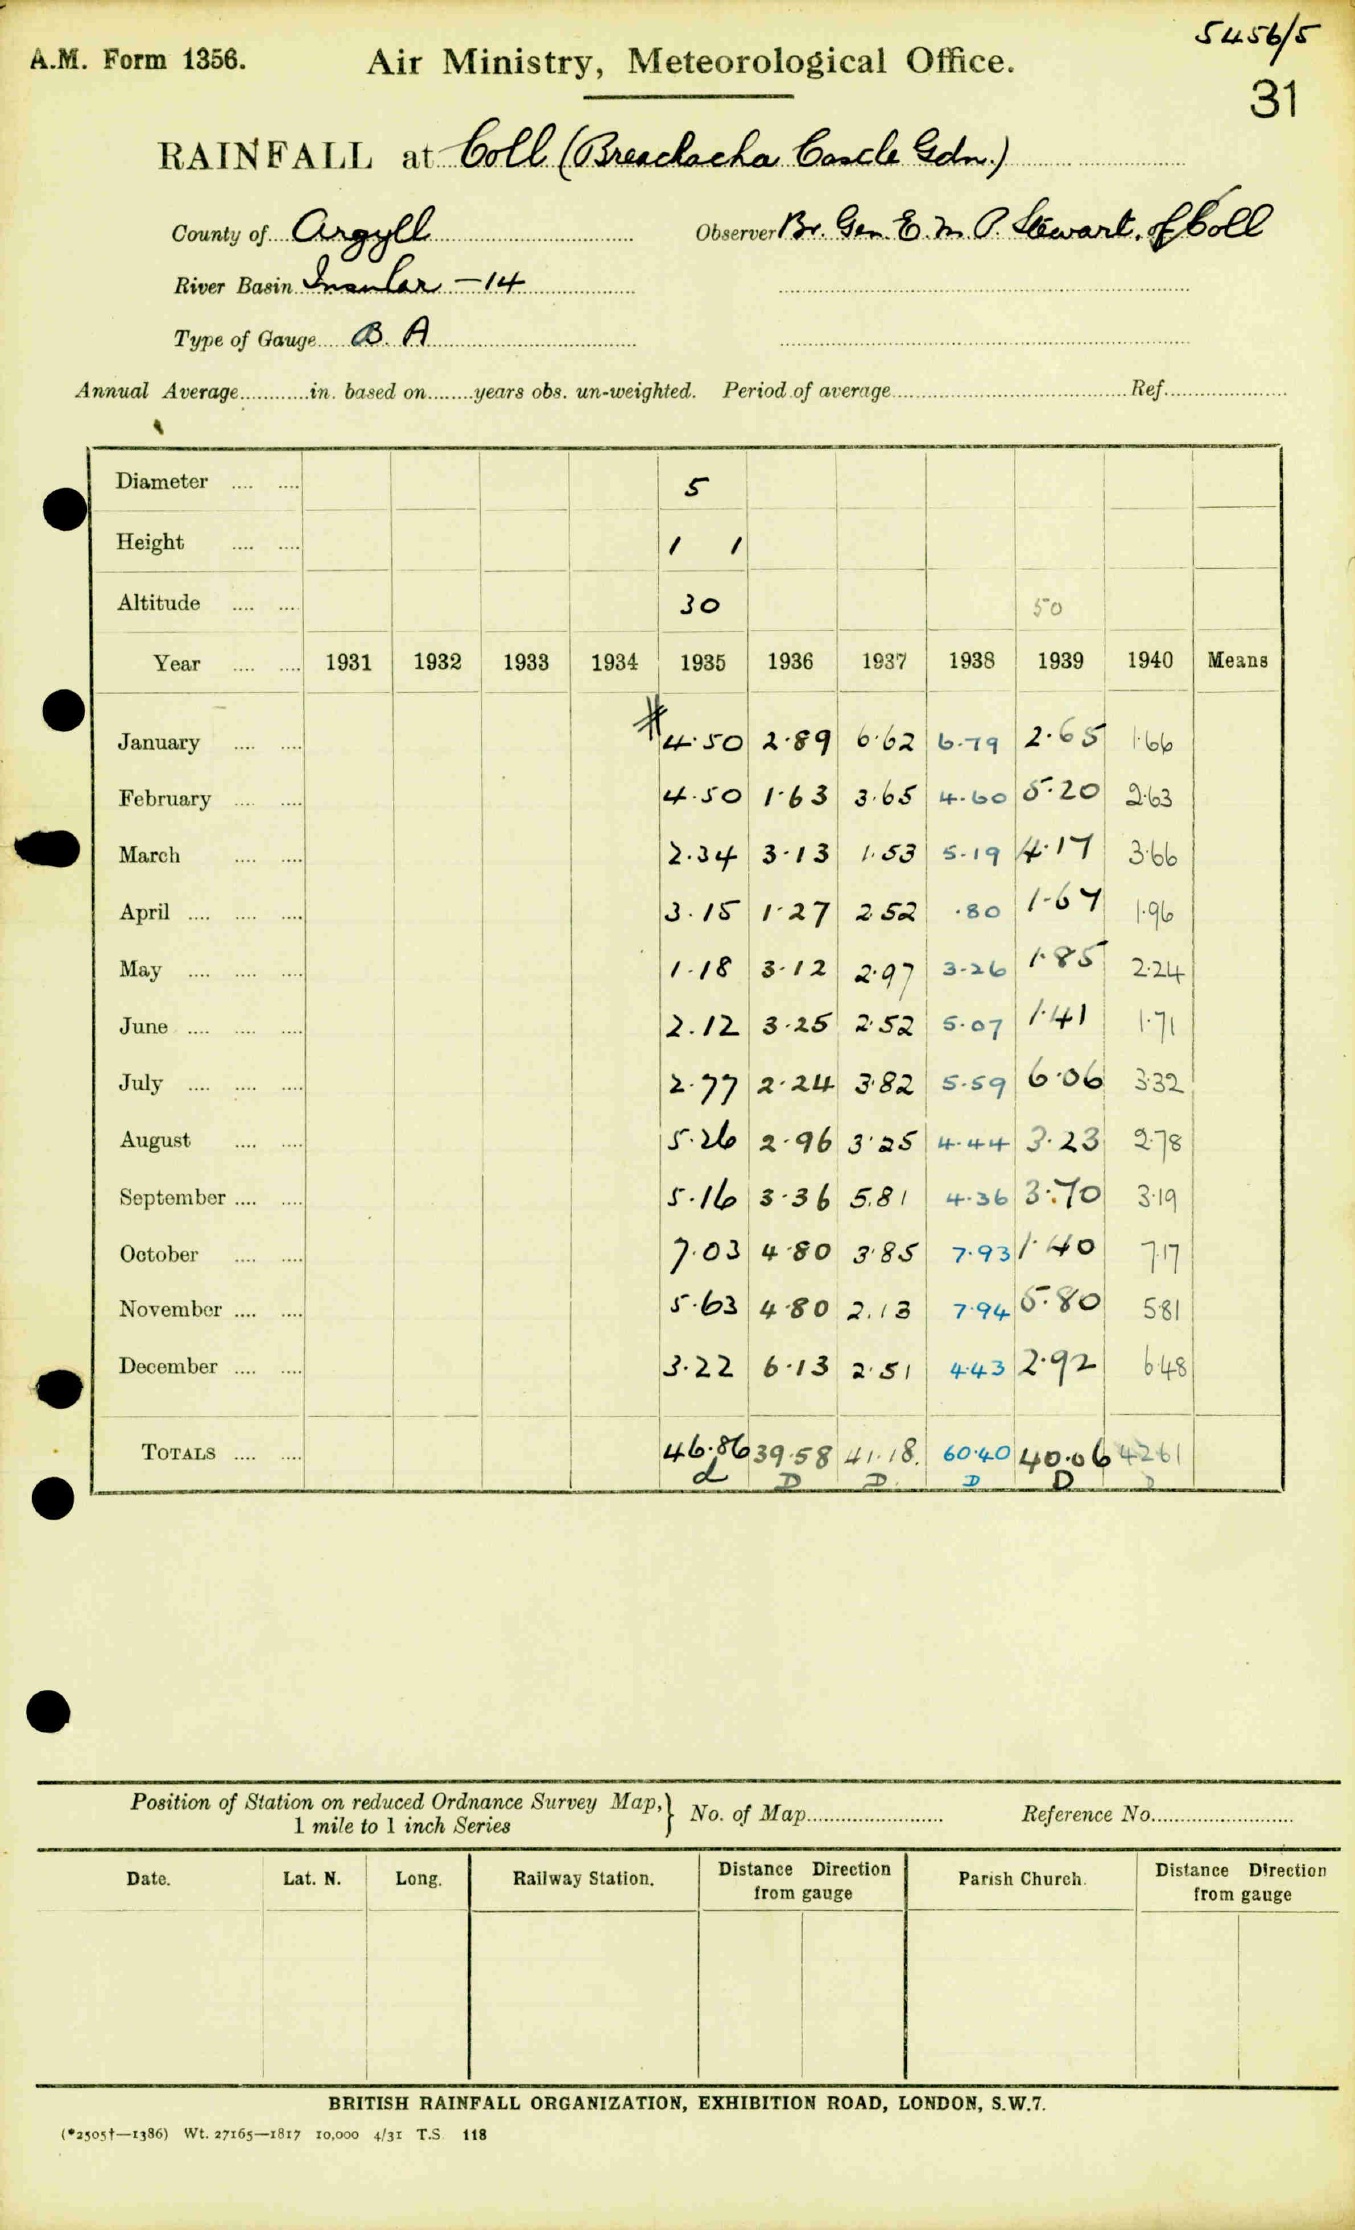 5456/5
A.M. Form 1356.
Air Ministry, Meteorological Office.
31
RAINFALL at Coll (Breachacha Castle Gdn.)
County of Argyll Observer Br. Gen. E. M. P. Stewart. of Coll
River Basin Insular - 14
Type of Gauge B. A
Annual Average............in. based on........years obs. un-weighted. Period of average.................... Ref....................
Diameter .... .... 5
Height .... .... 1 1
Altitude .... .... 30 50
Year .... .... 1931 1932 1933 1934 1935 1936 1937 1938 1939 1940 Means
January .... .... # 4.50 2.89 6.62 6.79 2.65 1.66
February .... .... 4.50 1.63 3.65 4.60 5.20 2.63
March .... .... 2.34 3.13 1.53 5.19 4.17 3.66
April .... .... .... 3.15 1.27 2.52 .80 1.67 1.96
May .... .... .... 1.18 3.12 2.97 3.26 1.85 2.24
June .... .... .... 2.12 3.25 2.52 5.07 1.41 1.71
July .... .... .... 2.77 2.24 3.82 5.59 6.06 3.32
August .... .... 5.26 2.96 3.25 4.44 3.23 2.78
September .... .... 5.16 3.36 5.81 4.36 3.70 3.19
October .... .... 7.03 4.80 3.85 7.93 1.40 7.17
November .... .... 5.63 4.80 2.13 7.94 5.80 5.81
December .... .... 3.22 6.13 2.51 4.43 2.92 6.48
TOTALS .... .... 46.86 39.58 41.18. 60.40 40.06 42.61
d D D. D D D
Position of Station on reduced Ordnance Survey Map,
1 mile to 1 inch Series } No. of Map........................ Reference No.........................
Date. Lat. N. Long. Railway Station. Distance Direction from gauge Parish Church. Distance Direction from gauge
BRITISH RAINFALL ORGANIZATION, EXHIBITION ROAD, LONDON, S.W.7.
(*2505†—1386) Wt. 27165—1817 10,000 4/31 T.S. 118